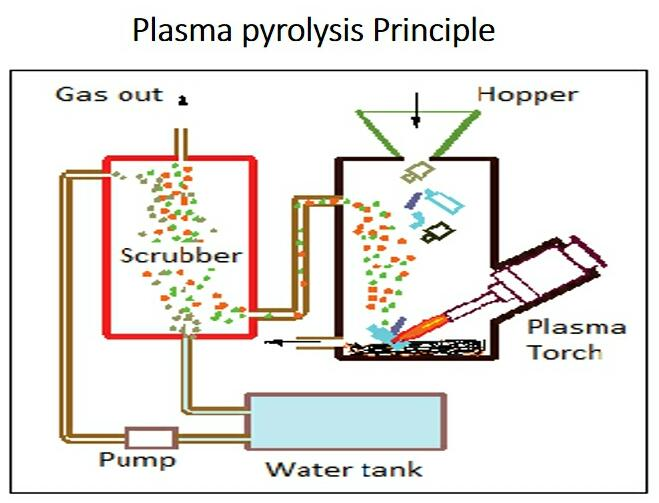 Plasma pyrolysis Principle
Gas out
Hopper
Scrubber
Plasma
Torch
Pump
Water tank